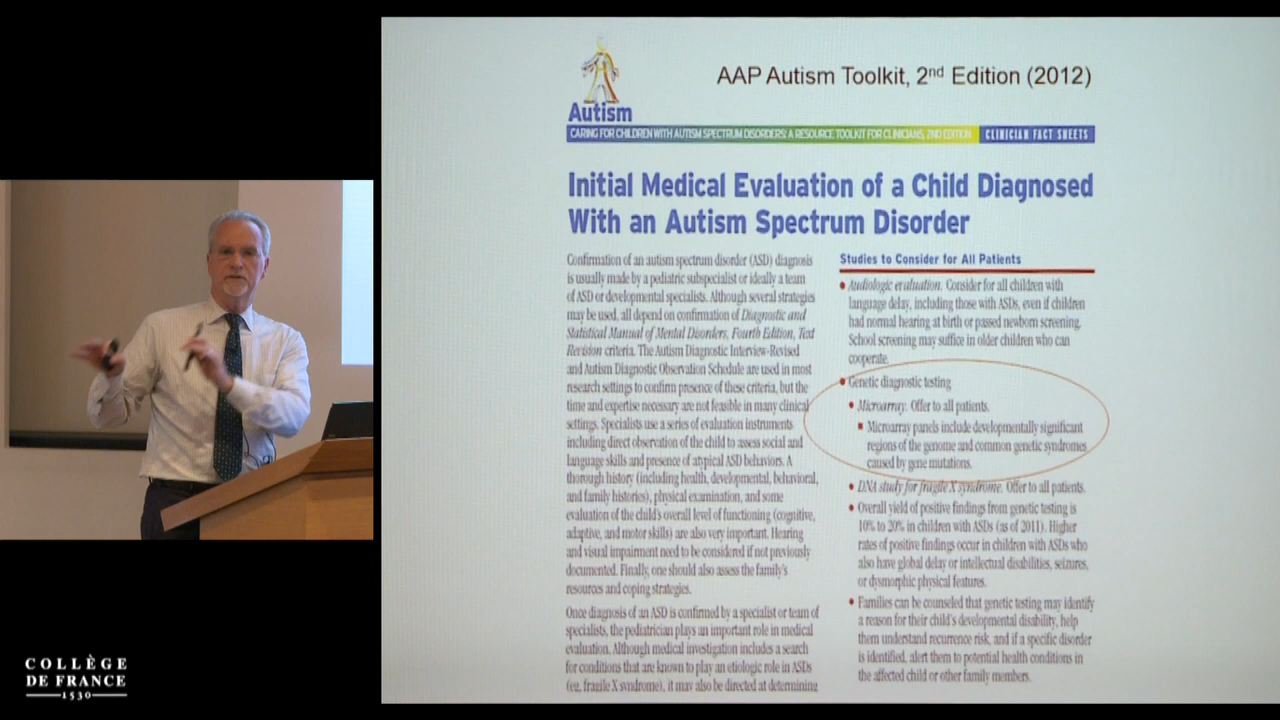 AAP Autism Toolkit, 2nd Edition (2012)
Autism
CARING FOR CHILDREN WITH AUTISM SPECTRUM DISORDERS: A RESOURCE TOOLKIT FOR CLINICIANS, 2ND EDITION
CLINICIAN FACT SHEETS
Initial Medical Evaluation of a Child Diagnosed
With an Autism Spectrum Disorder
Confirmation of an autism spectrum disorder (ASD) diagnosis
is usually made by a pediatric subspecialist or ideally a team
of ASD or developmental specialists. Although several strategies
may be used, all depend on confirmation of Diagnostic and
Statistical Manual of Mental Disorders, Fourth Edition, Text
Revision criteria. The Autism Diagnostic Interview-Revised
and Autism Diagnostic Observation Schedule are used in most
research settings to confirm presence of these criteria, but the
time and expertise necessary are not feasible in many clinical
settings. Specialists use a series of evaluation instruments
including direct observation of the child to assess social and
language skills and presence of atypical ASD behaviors. A
thorough history (including health, developmental, behavioral,
and family histories), physical examination, and some
evaluation of the child's overall level of functioning (cognitive,
adaptive, and motor skills) are also very important. Hearing
and visual impairment need to be considered if not previously
documented. Finally, one should also assess the family's
resources and coping strategies.
Once diagnosis of an ASD is confirmed by a specialist or team of
specialists, the pediatrician plays an important role in medical
evaluation. Although medical investigation includes a search
for conditions that are known to play an etiologic role in ASDs
(eg, fragile X syndrome), it may also be directed at determining
Studies to Consider for All Patients
• Audiologic evaluation. Consider for all children with
language delay, including those with ASDs, even if children
had normal hearing at birth or passed newborn screening.
School screening may suffice in older children who can
cooperate.
• Genetic diagnostic testing
• Microarray. Offer to all patients.
▪ Microarray panels include developmentally significant
regions of the genome and common genetic syndromes
caused by gene mutations.
• DNA study for fragile X syndrome. Offer to all patients.
• Overall yield of positive findings from genetic testing is
10% to 20% in children with ASDs (as of 2011). Higher
rates of positive findings occur in children with ASDs who
also have global delay or intellectual disabilities, seizures,
or dysmorphic physical features.
• Families can be counseled that genetic testing may identify
a reason for their child's developmental disability, help
them understand recurrence risk, and if a specific disorder
is identified, alert them to potential health conditions in
the affected child or other family members.
COLLÈGE
DE FRANCE
1530